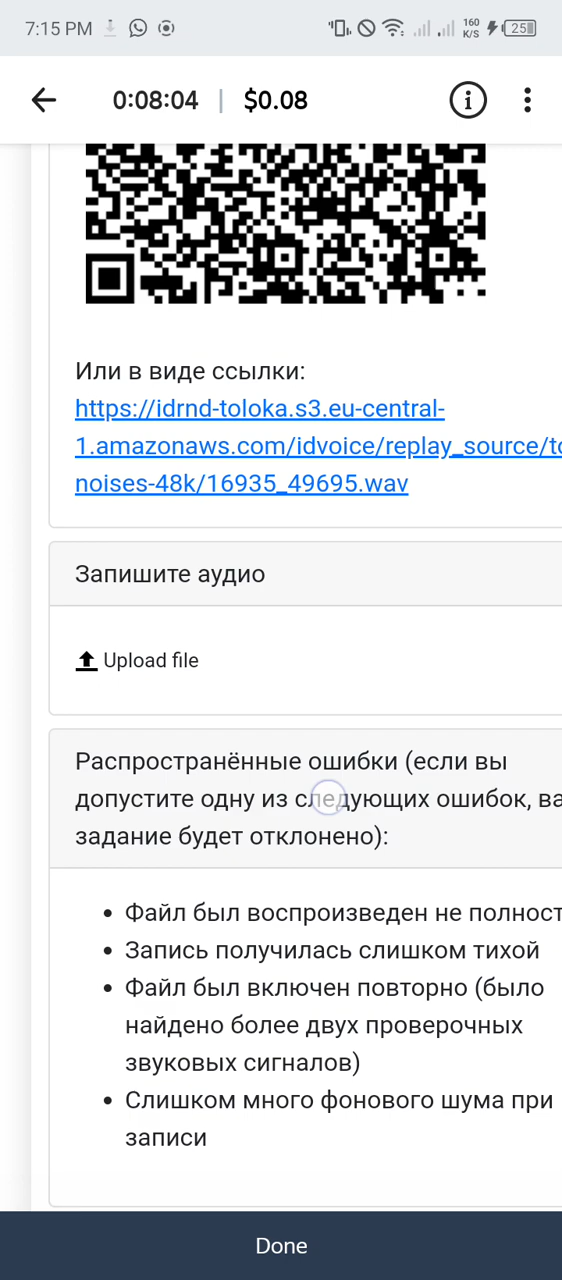 7:15 PM 160 K/S 25
0:08:04 | $0.08
Или в виде ссылки:
https://idrnd-toloka.s3.eu-central-
1.amazonaws.com/idvoice/replay_source/to
noises-48k/16935_49695.wav
Запишите аудио
Upload file
Распространённые ошибки (если вы
допустите одну из следующих ошибок, ва
задание будет отклонено):
• Файл был воспроизведен не полност
• Запись получилась слишком тихой
• Файл был включен повторно (было
найдено более двух проверочных
звуковых сигналов)
• Слишком много фонового шума при
записи
Done